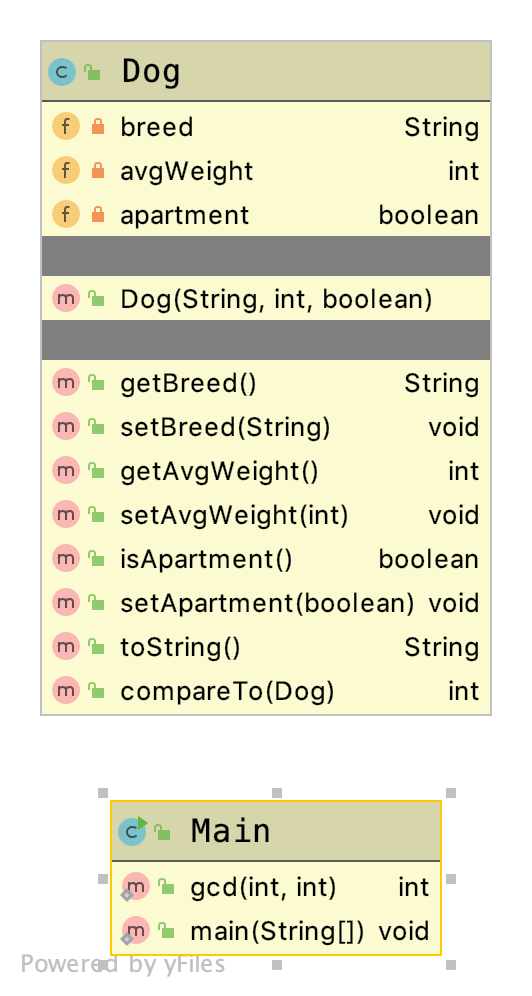 Dog
breed String
avgWeight int
apartment boolean
Dog(String, int, boolean)
getBreed() String
setBreed(String) void
getAvgWeight() int
setAvgWeight(int) void
isApartment() boolean
setApartment(boolean) void
toString() String
compareTo(Dog) int
Main
gcd(int, int) int
main(String[]) void
Powered by yFiles